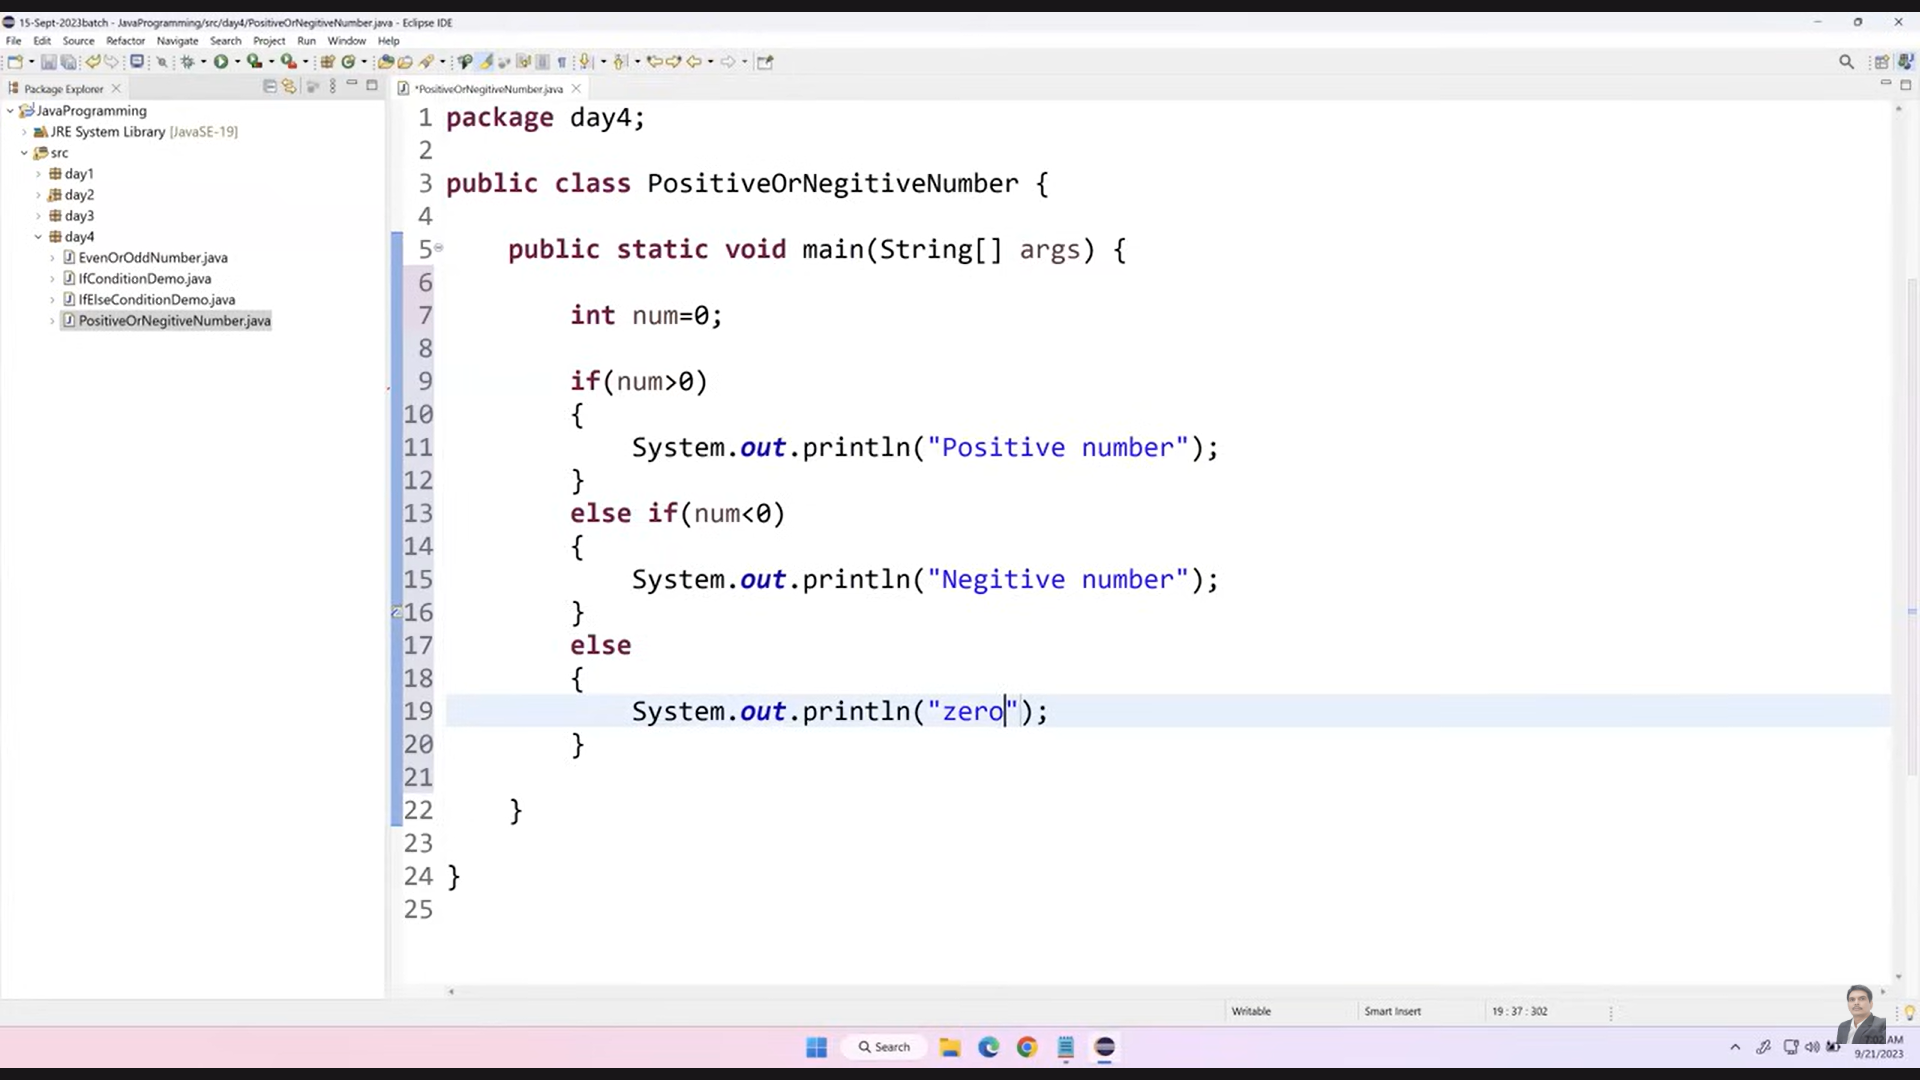 15-Sept-2023batch - JavaProgramming/src/day4/PositiveOrNegitiveNumber.java - Eclipse IDE
File Edit Source Refactor Navigate Search Project Run Window Help
Package Explorer
*PositiveOrNegitiveNumber.java
JavaProgramming
JRE System Library [JavaSE-19]
src
day1
day2
day3
day4
EvenOrOddNumber.java
IfConditionDemo.java
IfElseConditionDemo.java
PositiveOrNegitiveNumber.java
1 package day4;
2
3 public class PositiveOrNegitiveNumber {
4
5 public static void main(String[] args) {
6
7 int num=0;
8
9 if(num>0)
10 {
11 System.out.println("Positive number");
12 }
13 else if(num<0)
14 {
15 System.out.println("Negitive number");
16 }
17 else
18 {
19 System.out.println("zero");
20 }
21
22 }
23
24 }
25
Writable Smart Insert 19 : 37 : 302
Search
7:02 AM
9/21/2023